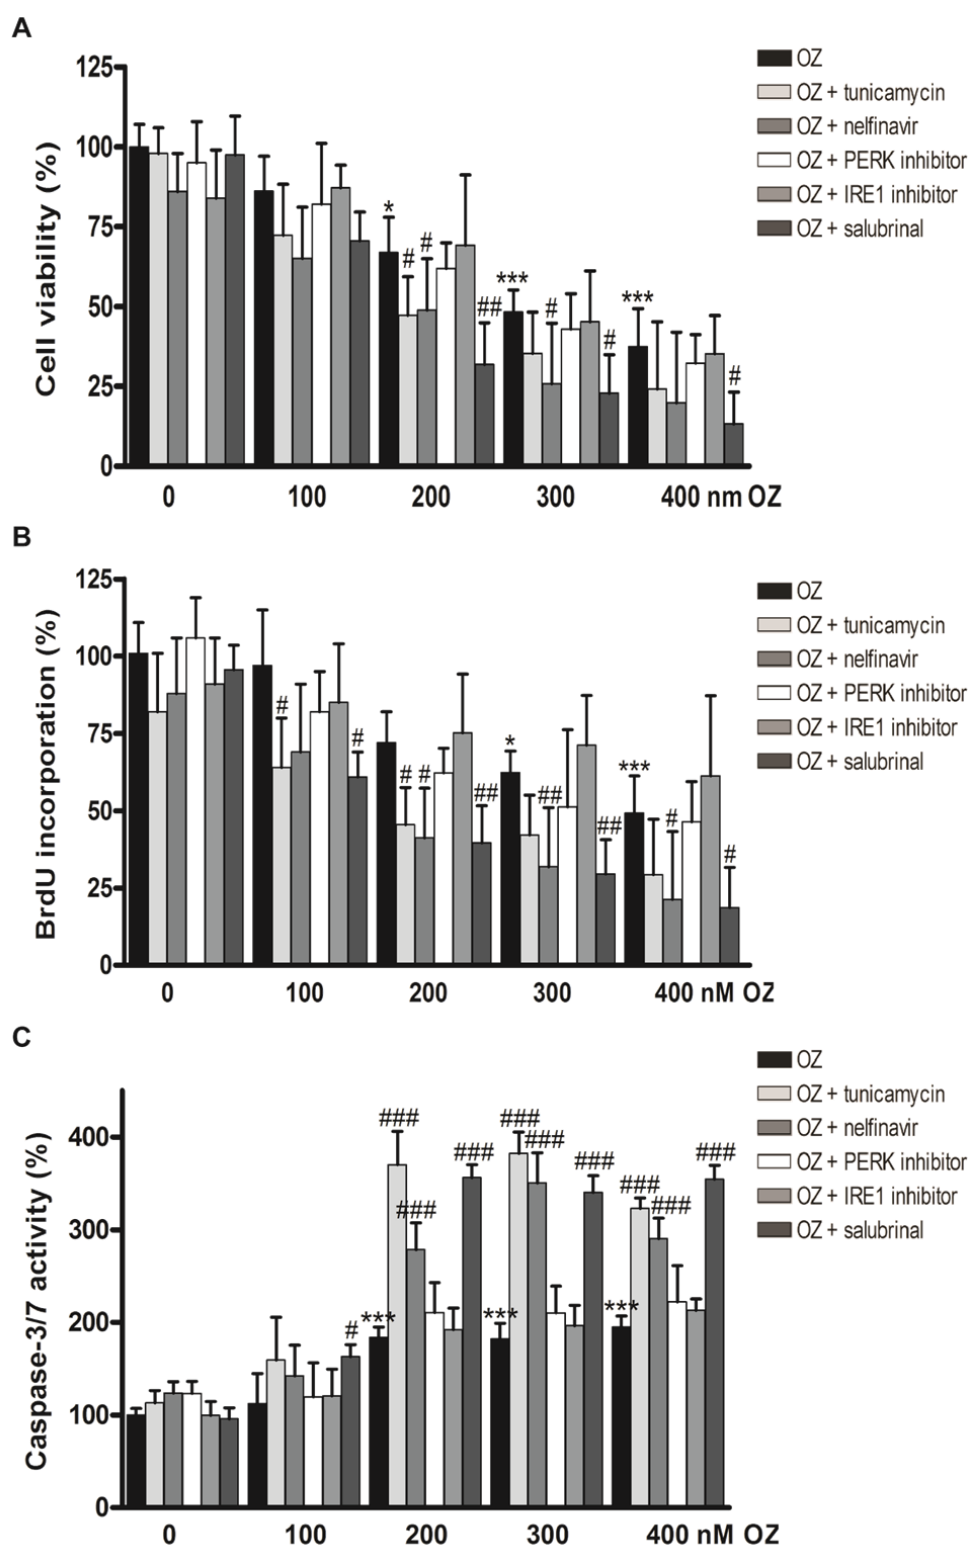 A
125
100
75
50
25
0
Cell viability (%)
* # # ## *** # # *** #
0 100 200 300 400 nm OZ
OZ
OZ + tunicamycin
OZ + nelfinavir
OZ + PERK inhibitor
OZ + IRE1 inhibitor
OZ + salubrinal
B
125
100
75
50
25
0
BrdU incorporation (%)
# # # # ## * ## ## *** # #
0 100 200 300 400 nM OZ
OZ
OZ + tunicamycin
OZ + nelfinavir
OZ + PERK inhibitor
OZ + IRE1 inhibitor
OZ + salubrinal
C
400
300
200
100
0
Caspase-3/7 activity (%)
# *** ### ### ### *** ### ### ### *** ### ### ###
0 100 200 300 400 nM OZ
OZ
OZ + tunicamycin
OZ + nelfinavir
OZ + PERK inhibitor
OZ + IRE1 inhibitor
OZ + salubrinal